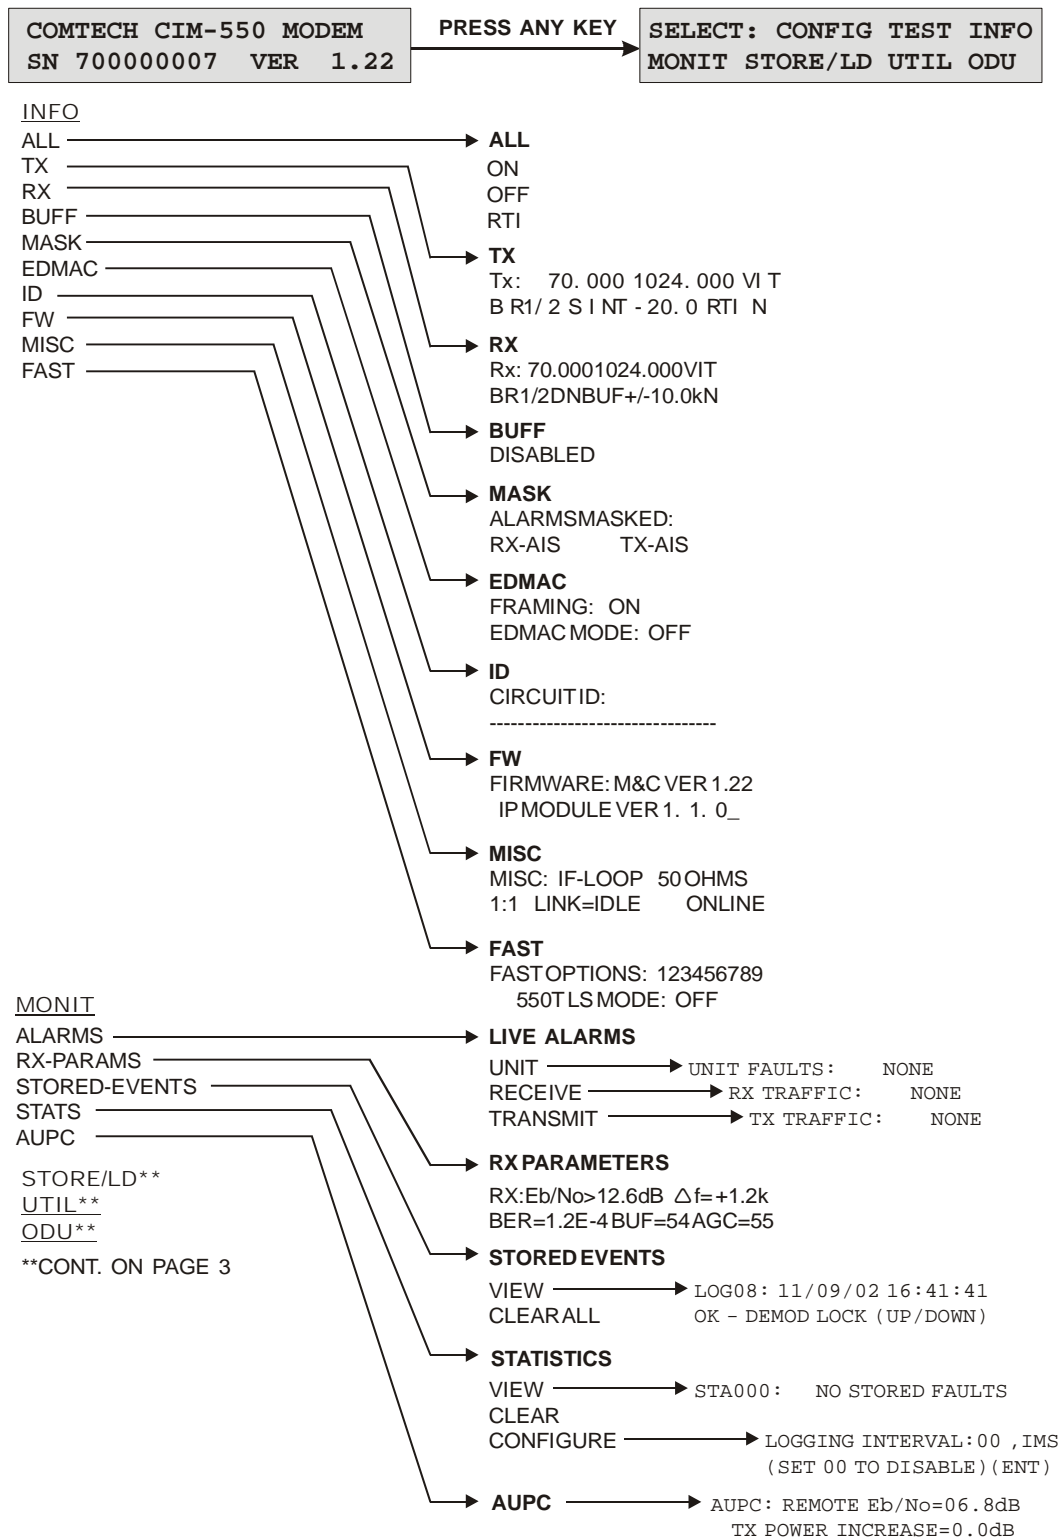 COMTECH CIM-550 MODEM
SN 700000007 VER 1.22
PRESS ANY KEY
SELECT: CONFIG TEST INFO
MONIT STORE/LD UTIL ODU
INFO
ALL
TX
RX
BUFF
MASK
EDMAC
ID
FW
MISC
FAST
ALL
ON
OFF
RTI
TX
Tx: 70. 000 1024. 000 VI T
B R1/ 2 S I NT - 20. 0 RTI N
RX
Rx: 70.0001024.000VIT
BR1/2DNBUF+/-10.0kN
BUFF
DISABLED
MASK
ALARMSMASKED:
RX-AIS TX-AIS
EDMAC
FRAMING: ON
EDMAC MODE: OFF
ID
CIRCUIT ID:
--------------------------------
FW
FIRMWARE: M&C VER 1.22
IP MODULE VER 1. 1. 0_
MISC
MISC: IF-LOOP 50 OHMS
1:1 LINK=IDLE ONLINE
FAST
FAST OPTIONS: 123456789
550T LS MODE: OFF
MONIT
ALARMS
RX-PARAMS
STORED-EVENTS
STATS
AUPC
STORE/LD**
UTIL**
ODU**
**CONT. ON PAGE 3
LIVE ALARMS
UNIT UNIT FAULTS: NONE
RECEIVE RX TRAFFIC: NONE
TRANSMIT TX TRAFFIC: NONE
RX PARAMETERS
RX:Eb/No>12.6dB △f=+1.2k
BER=1.2E-4 BUF=54 AGC=55
STORED EVENTS
VIEW LOG08: 11/09/02 16:41:41
CLEAR ALL OK - DEMOD LOCK (UP/DOWN)
STATISTICS
VIEW STA000: NO STORED FAULTS
CLEAR
CONFIGURE LOGGING INTERVAL:00 ,IMS
(SET 00 TO DISABLE)(ENT)
AUPC AUPC: REMOTE Eb/No=06.8dB
TX POWER INCREASE=0.0dB